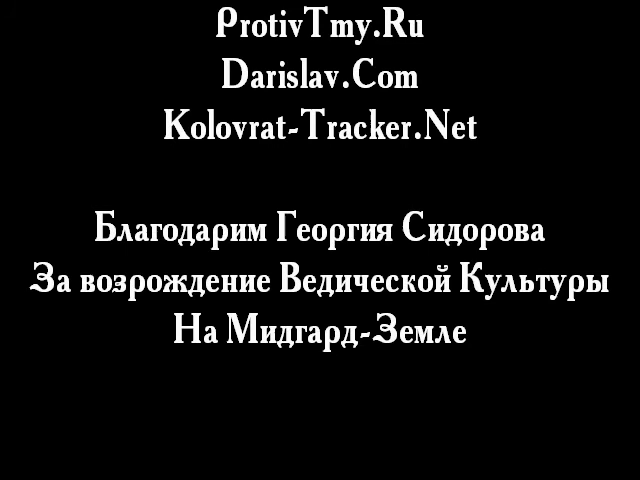 ProtivTmy.Ru
Darislav.Com
Kolovrat-Tracker.Net
Благодарим Георгия Сидорова
За возрождение Ведической Культуры
На Мидгард-Земле